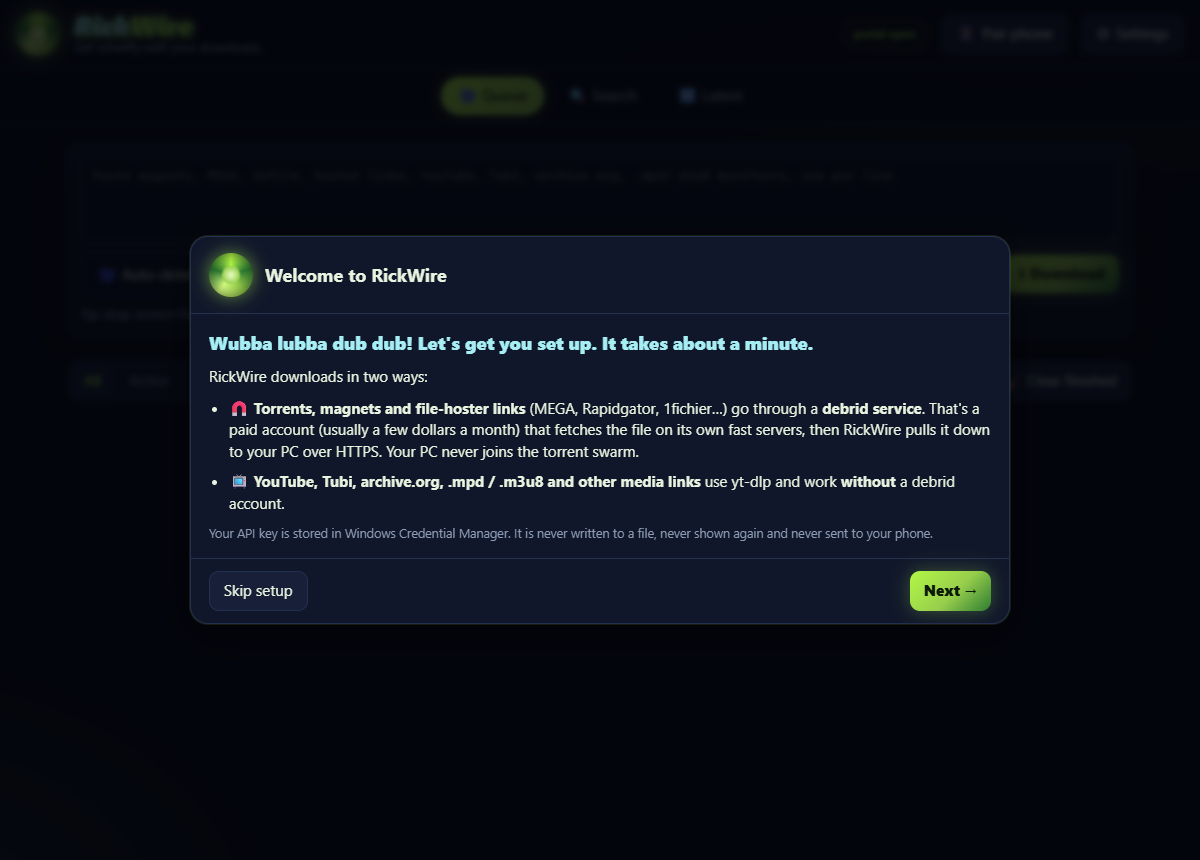 RickWire
Pair phone
Settings
Queue
Search
Latest
Welcome to RickWire
Wubba lubba dub dub! Let's get you set up. It takes about a minute.
RickWire downloads in two ways:
• Torrents, magnets and file-hoster links (MEGA, Rapidgator, 1fichier...) go through a debrid service. That's a
paid account (usually a few dollars a month) that fetches the file on its own fast servers, then RickWire pulls it down
to your PC over HTTPS. Your PC never joins the torrent swarm.
• YouTube, Tubi, archive.org, .mpd / .m3u8 and other media links use yt-dlp and work without a debrid
account.
Your API key is stored in Windows Credential Manager. It is never written to a file, never shown again and never sent to your phone.
Skip setup
Next →
Download
Clear finished